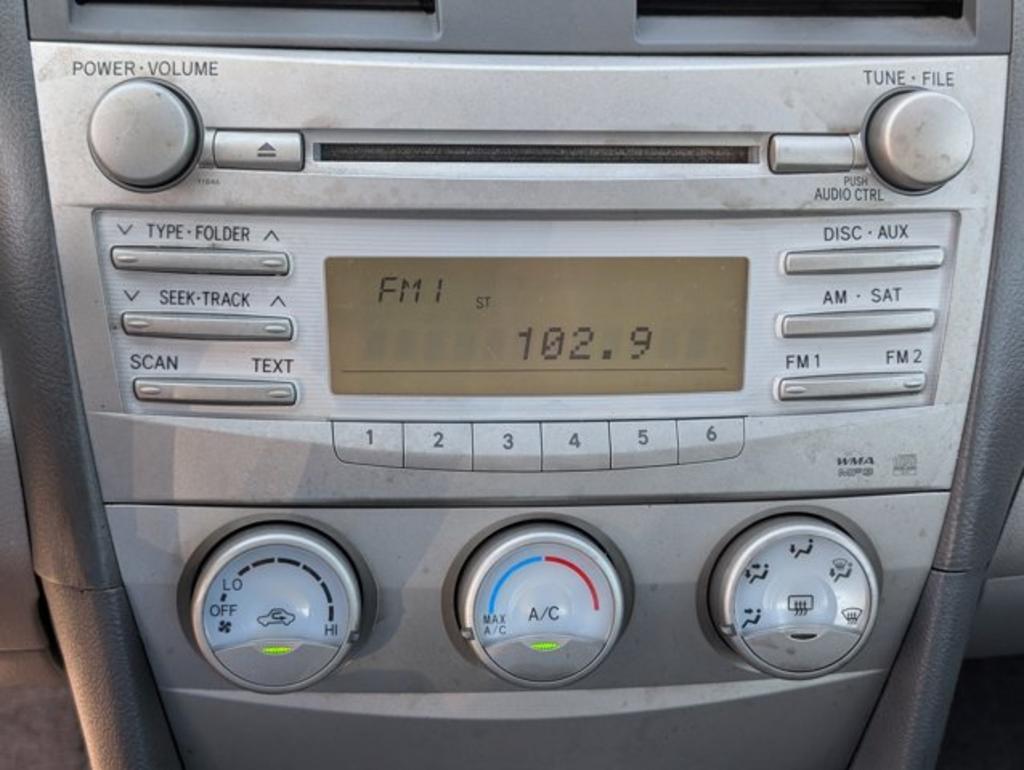 POWER · VOLUME
TUNE · FILE
PUSH
AUDIO CTRL
TYPE · FOLDER
DISC · AUX
SEEK · TRACK
AM · SAT
SCAN TEXT
FM 1 FM 2
FM1 ST
102.9
1 2 3 4 5 6
WMA
MP3
LO
OFF
HI
MAX
A/C
A/C